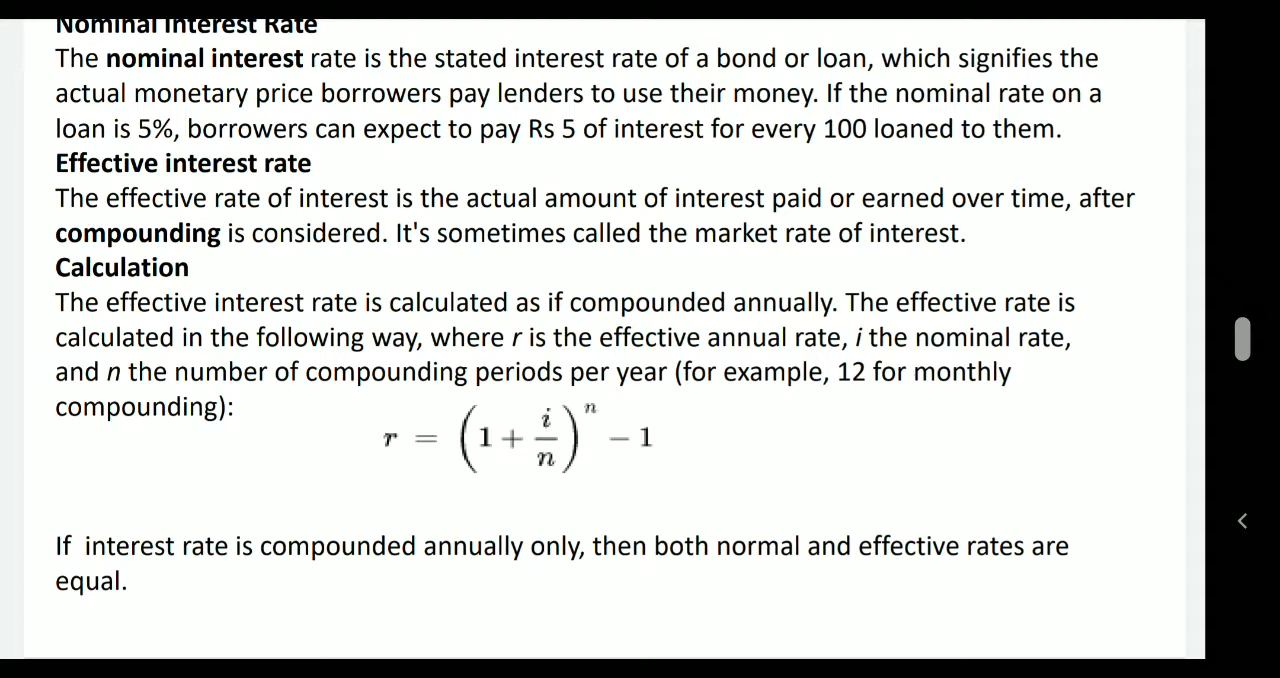 Nominal Interest Rate
The nominal interest rate is the stated interest rate of a bond or loan, which signifies the
actual monetary price borrowers pay lenders to use their money. If the nominal rate on a
loan is 5%, borrowers can expect to pay Rs 5 of interest for every 100 loaned to them.
Effective interest rate
The effective rate of interest is the actual amount of interest paid or earned over time, after
compounding is considered. It's sometimes called the market rate of interest.
Calculation
The effective interest rate is calculated as if compounded annually. The effective rate is
calculated in the following way, where r is the effective annual rate, i the nominal rate,
and n the number of compounding periods per year (for example, 12 for monthly
compounding):
r = (1 + i/n)^n − 1
If  interest rate is compounded annually only, then both normal and effective rates are
equal.